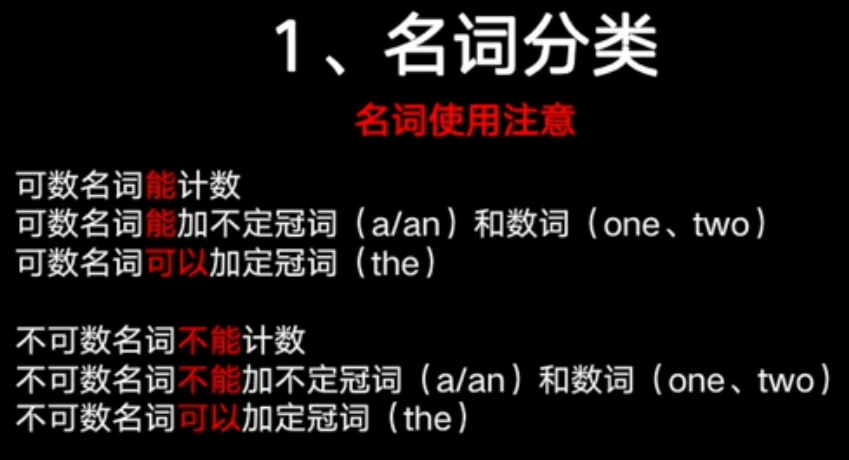 1、名词分类
名词使用注意
可数名词能计数
可数名词能加不定冠词（a/an）和数词（one、two）
可数名词可以加定冠词（the）
不可数名词不能计数
不可数名词不能加不定冠词（a/an）和数词（one、two）
不可数名词可以加定冠词（the）